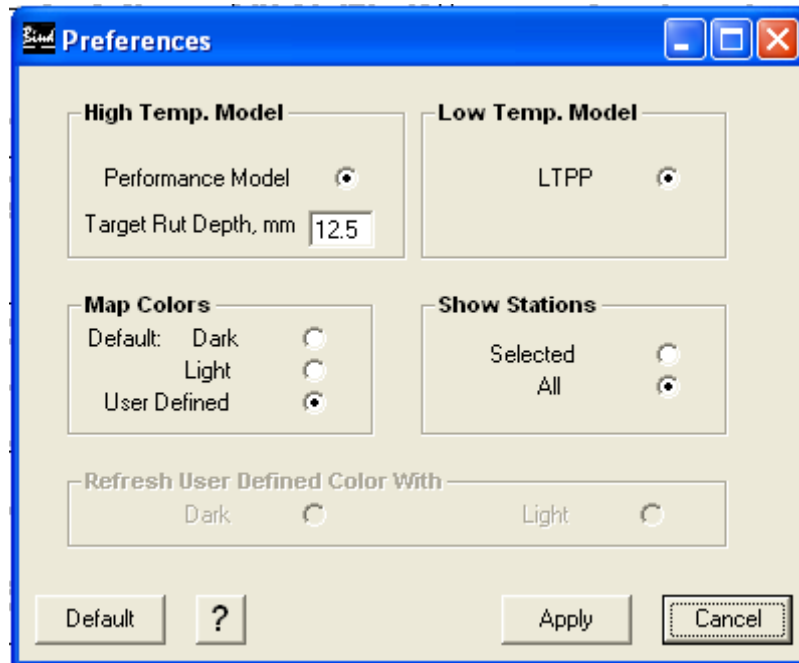 Bind Preferences
High Temp. Model
Low Temp. Model
Performance Model
LTPP
Target Rut Depth, mm 12.5
Map Colors
Show Stations
Default: Dark
Light
User Defined
Selected
All
Refresh User Defined Color With
Dark
Light
Default
?
Apply
Cancel